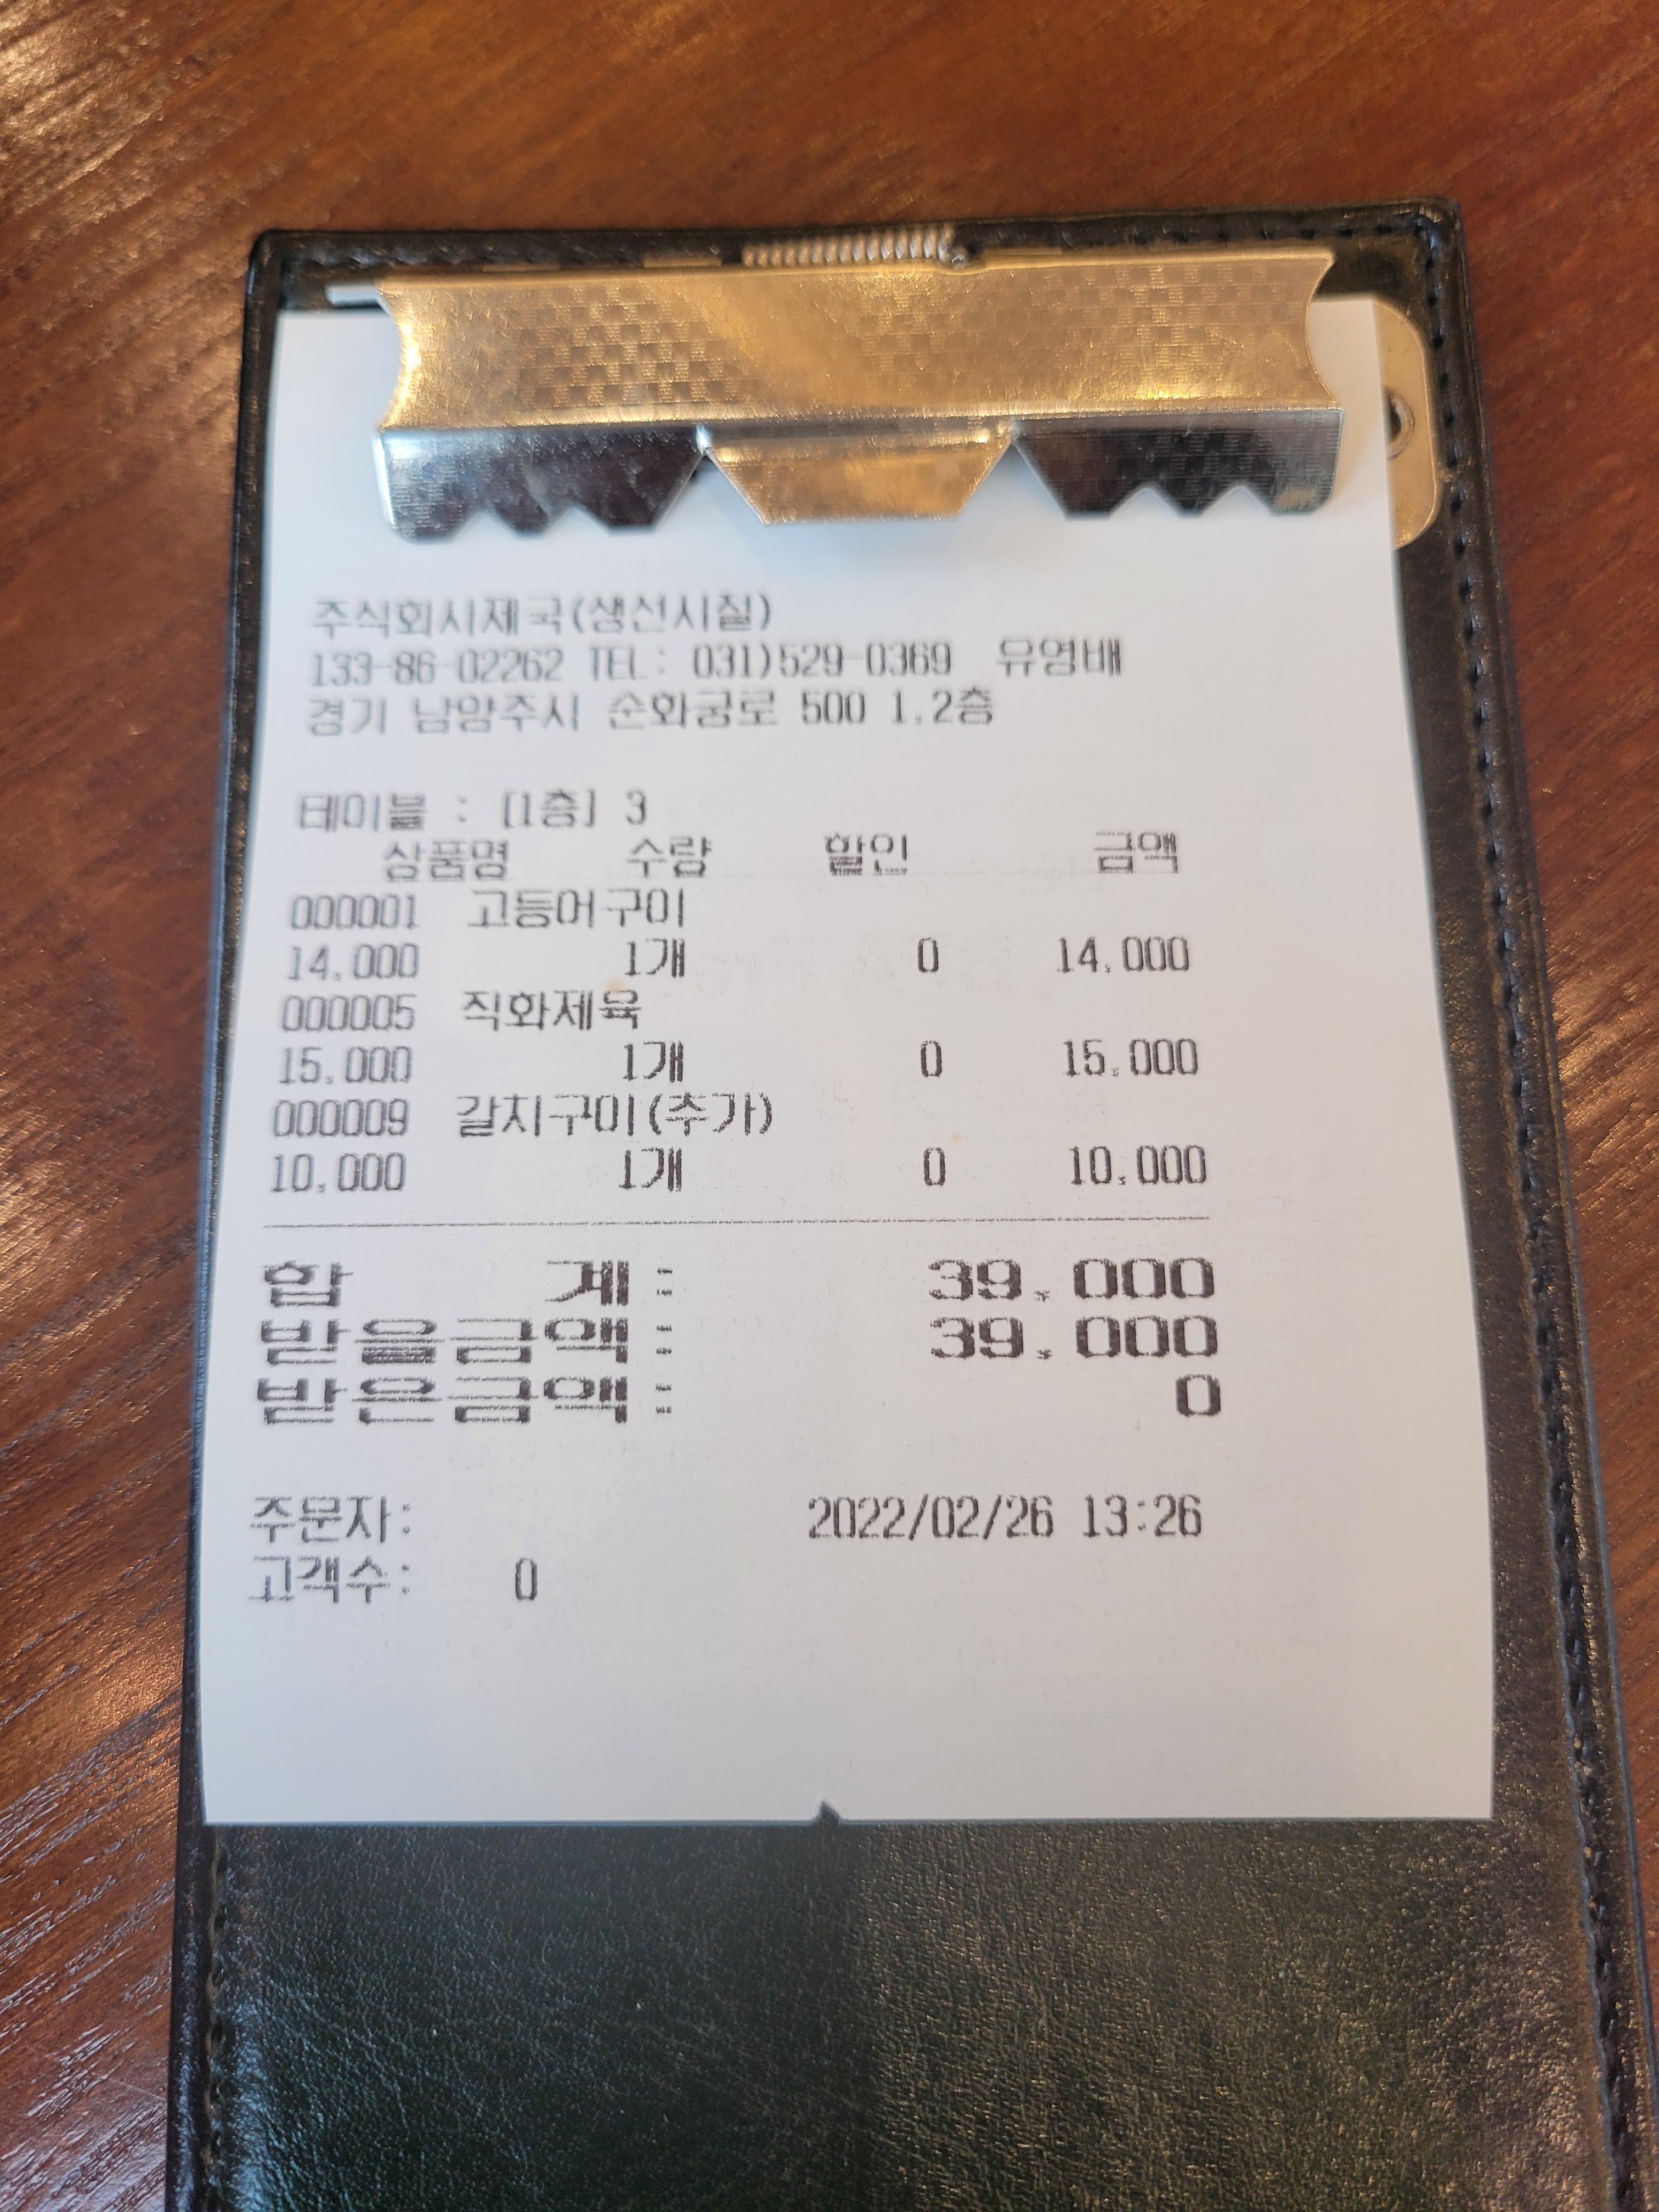 주식회사제국(생선시절)
133-86-02262 TEL: 031)529-0369 유영배
경기 남양주시 순화궁로 500 1,2층
테이블 : [1층] 3
상품명 수량 할인 금액
000001 고등어구이
14,000 1개 0 14,000
000005 직화제육
15,000 1개 0 15,000
000009 갈치구이(추가)
10,000 1개 0 10,000
합 계: 39,000
받을금액: 39,000
받은금액: 0
주문자: 2022/02/26 13:26
고객수: 0